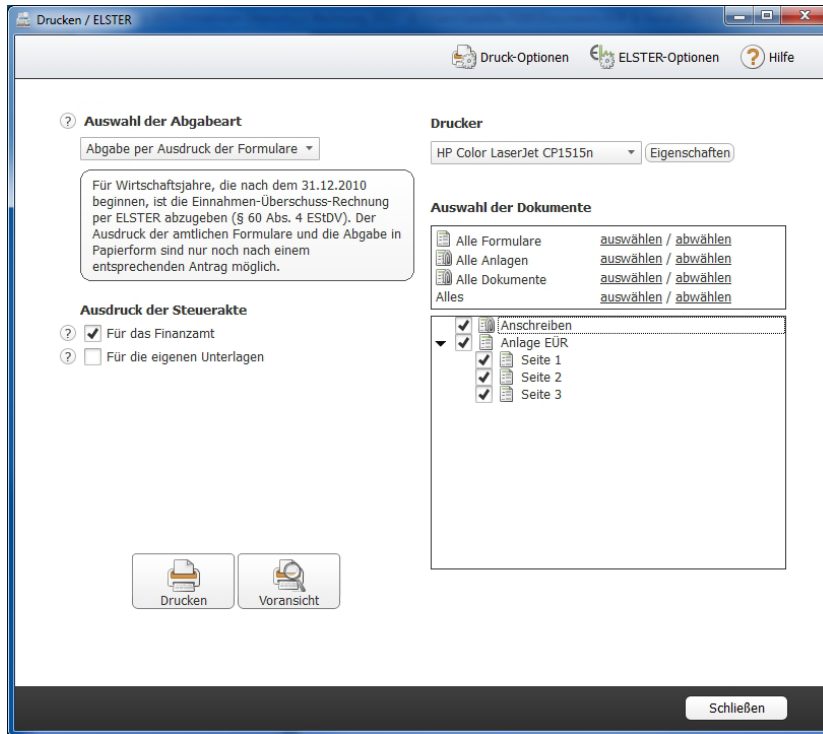 Drucken / ELSTER
Druck-Optionen
ELSTER-Optionen
Hilfe
Auswahl der Abgabeart
Abgabe per Ausdruck der Formulare
Für Wirtschaftsjahre, die nach dem 31.12.2010
beginnen, ist die Einnahmen-Überschuss-Rechnung
per ELSTER abzugeben (§ 60 Abs. 4 EStDV). Der
Ausdruck der amtlichen Formulare und die Abgabe in
Papierform sind nur noch nach einem
entsprechenden Antrag möglich.
Ausdruck der Steuerakte
Für das Finanzamt
Für die eigenen Unterlagen
Drucken
Voransicht
Drucker
HP Color LaserJet CP1515n
Eigenschaften
Auswahl der Dokumente
Alle Formulare auswählen / abwählen
Alle Anlagen auswählen / abwählen
Alle Dokumente auswählen / abwählen
Alles auswählen / abwählen
Anschreiben
Anlage EÜR
Seite 1
Seite 2
Seite 3
Schließen